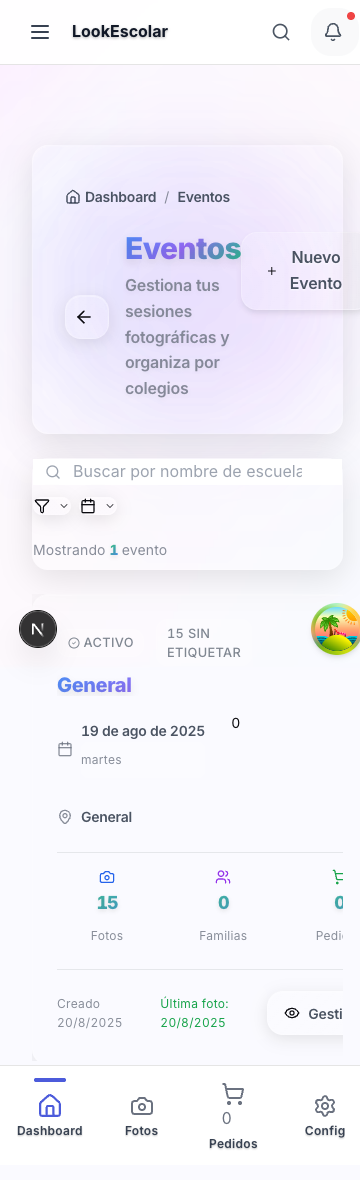 LookEscolar
Dashboard / Eventos
Eventos
Gestiona tus
sesiones
fotográficas y
organiza por
colegios
Nuevo
Evento
Buscar por nombre de escuela
Mostrando 1 evento
N
ACTIVO
15 SIN
ETIQUETAR
General
19 de ago de 2025
0
martes
General
15
0
0
Fotos
Familias
Pedi
Creado
20/8/2025
Última foto:
20/8/2025
Gesti
Dashboard
Fotos
0
Pedidos
Config